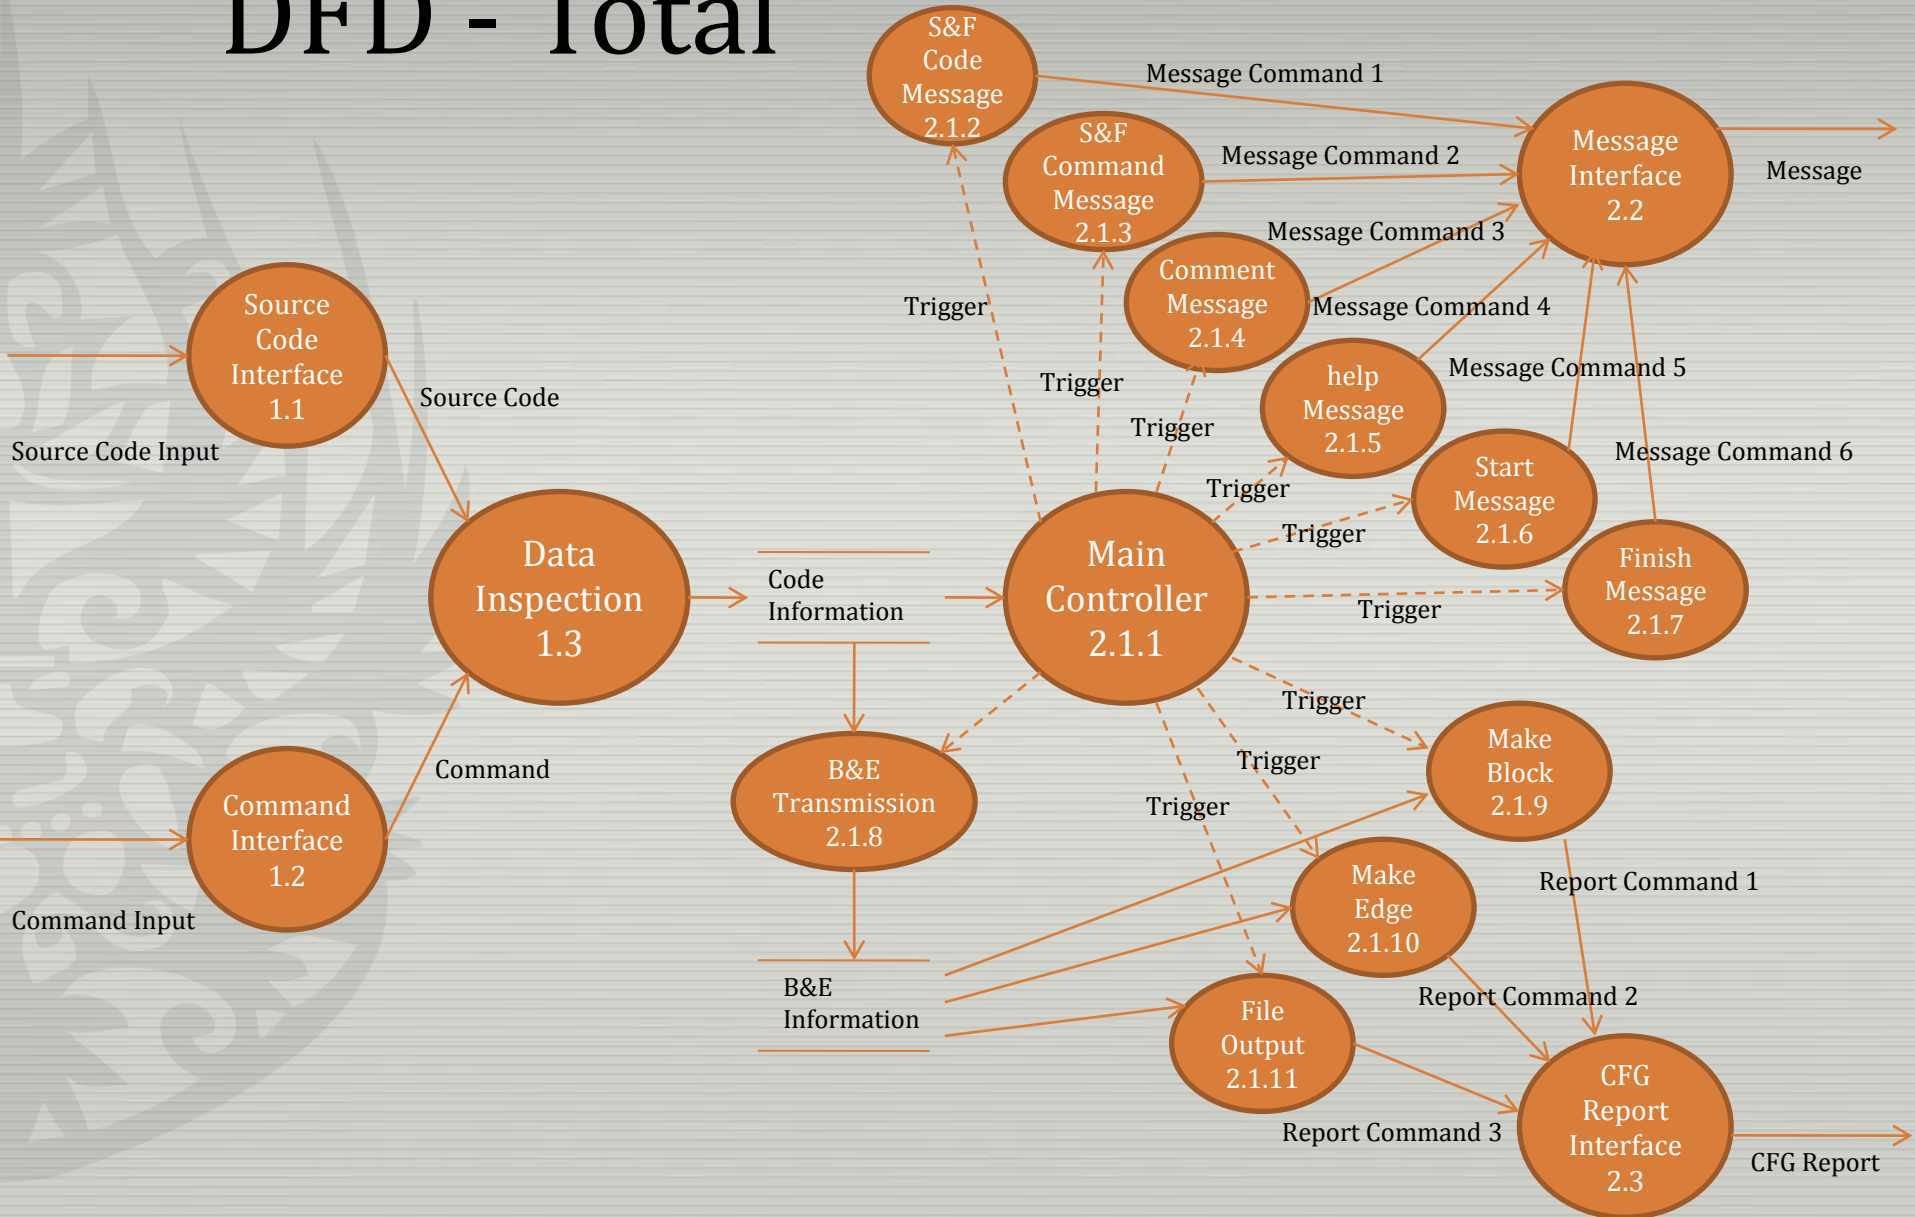 DFD - Total
S&F
Code
Message
2.1.2
Message Command 1
S&F
Command
Message
2.1.3
Message Command 2
Message
Interface
2.2
Message
Message Command 3
Comment
Message
2.1.4
Message Command 4
Trigger
Trigger
Trigger
help
Message
2.1.5
Message Command 5
Trigger
Start
Message
2.1.6
Message Command 6
Trigger
Finish
Message
2.1.7
Trigger
Source
Code
Interface
1.1
Source Code
Source Code Input
Data
Inspection
1.3
Code
Information
Main
Controller
2.1.1
Command
Command
Interface
1.2
Command Input
B&E
Transmission
2.1.8
Trigger
Trigger
Trigger
Make
Block
2.1.9
Make
Edge
2.1.10
Report Command 1
B&E
Information
File
Output
2.1.11
Report Command 2
Report Command 3
CFG
Report
Interface
2.3
CFG Report